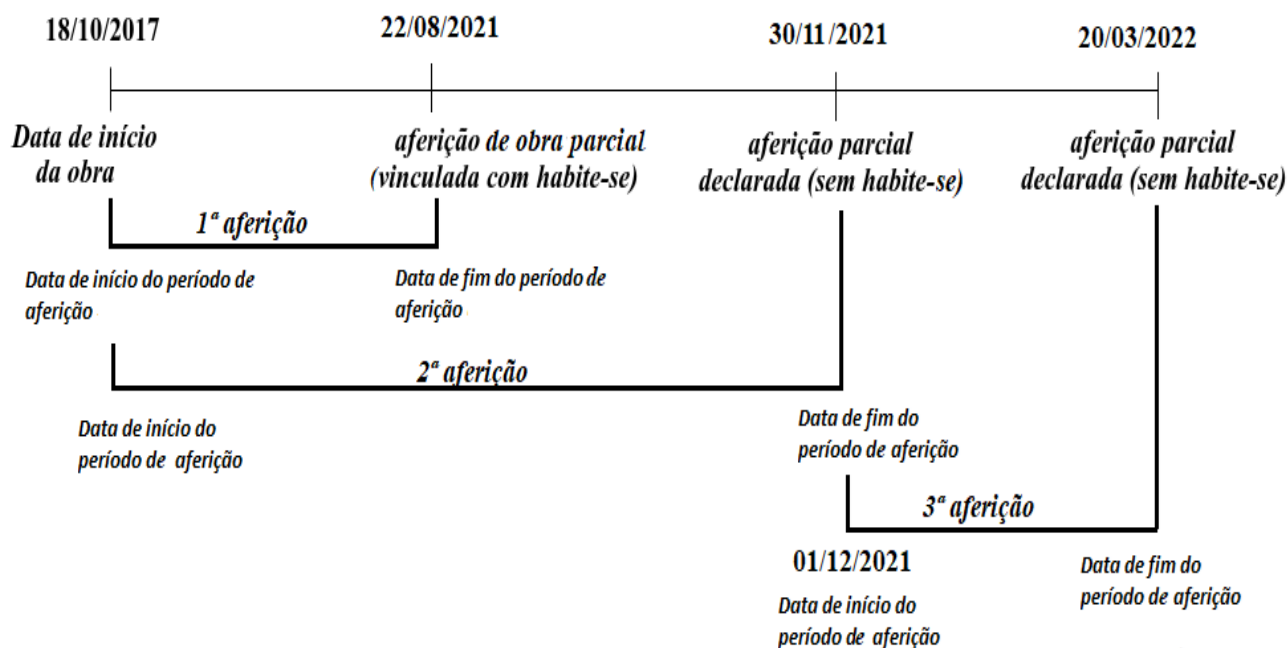 18/10/2017
22/08/2021
30/11/2021
20/03/2022
Data de início
da obra
aferição de obra parcial
(vinculada com habite-se)
aferição parcial
declarada (sem habite-se)
aferição parcial
declarada (sem habite-se)
1ª aferição
Data de início do período de
aferição
Data de fim do período de
aferição
2ª aferição
Data de início do
período de aferição
Data de fim do
período de aferição
3ª aferição
01/12/2021
Data de início do
período de aferição
Data de fim do
período de aferição